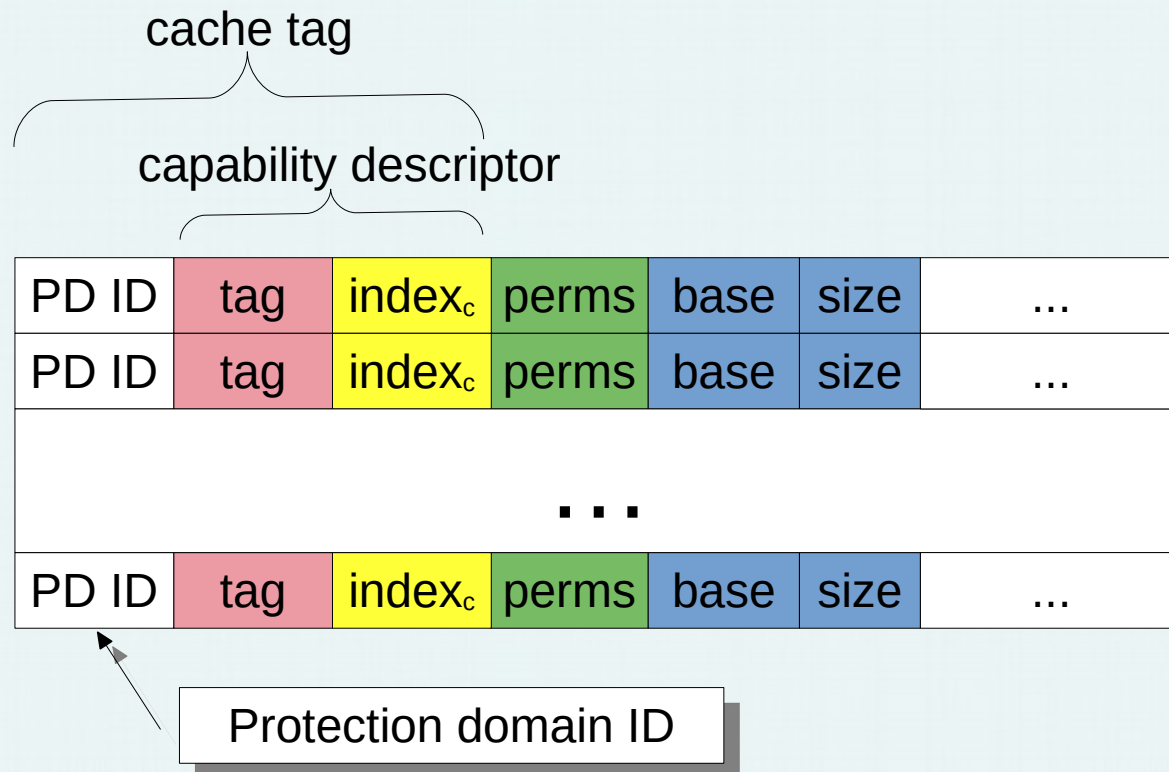 cache tag
capability descriptor
PD ID tag indexc perms base size ...
PD ID tag indexc perms base size ...
...
PD ID tag indexc perms base size ...
Protection domain ID